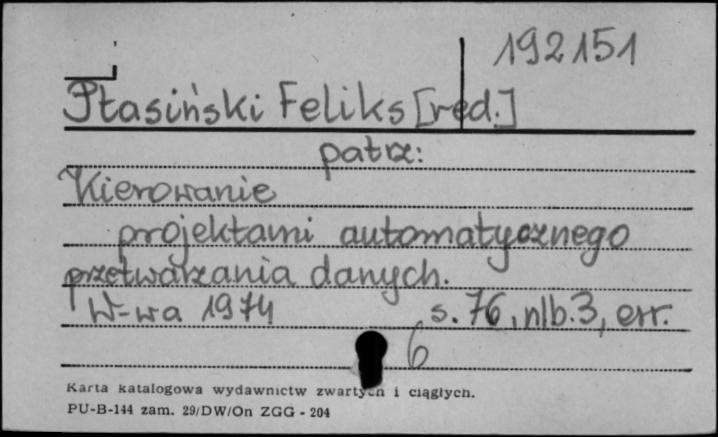 192151
Ptasiński Feliks [red.]
patrz:
Kierowanie
projektami automatycznego
przetwarzania danych.
W-wa 1974 s. 76, nlb. 3, err.
6
Karta katalogowa wydawnictw zwartych i ciągłych.
PU-B-144 zam. 29/DW/On ZGG - 204